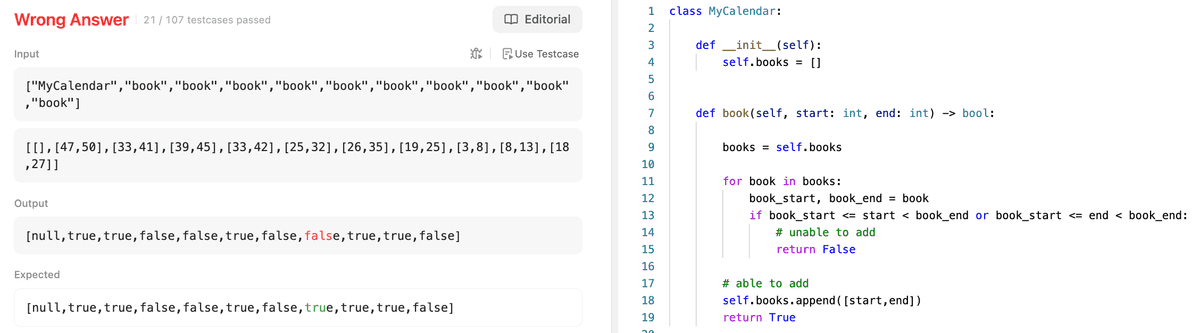 Wrong Answer 21 / 107 testcases passed Editorial
Input Use Testcase
["MyCalendar","book","book","book","book","book","book","book","book","book"
,"book"]
[[],[47,50],[33,41],[39,45],[33,42],[25,32],[26,35],[19,25],[3,8],[8,13],[18
,27]]
Output
[null,true,true,false,false,true,false,false,true,true,false]
Expected
[null,true,true,false,false,true,false,true,true,true,false]
1 class MyCalendar:
2
3 def __init__(self):
4 self.books = []
5
6
7 def book(self, start: int, end: int) -> bool:
8
9 books = self.books
10
11 for book in books:
12 book_start, book_end = book
13 if book_start <= start < book_end or book_start <= end < book_end:
14 # unable to add
15 return False
16
17 # able to add
18 self.books.append([start,end])
19 return True